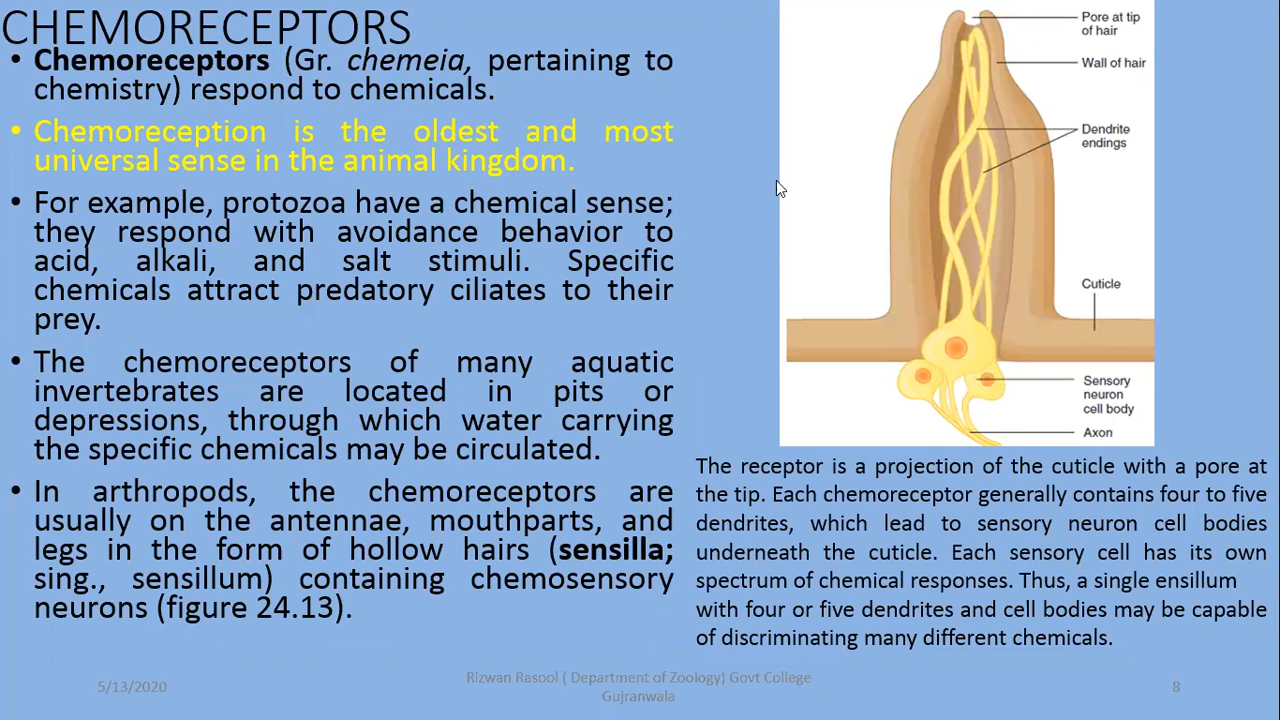 CHEMORECEPTORS
• Chemoreceptors (Gr. chemeia, pertaining to
chemistry) respond to chemicals.
• Chemoreception is the oldest and most
universal sense in the animal kingdom.
• For example, protozoa have a chemical sense;
they respond with avoidance behavior to
acid, alkali, and salt stimuli. Specific
chemicals attract predatory ciliates to their
prey.
• The chemoreceptors of many aquatic
invertebrates are located in pits or
depressions, through which water carrying
the specific chemicals may be circulated.
• In arthropods, the chemoreceptors are
usually on the antennae, mouthparts, and
legs in the form of hollow hairs (sensilla;
sing., sensillum) containing chemosensory
neurons (figure 24.13).
Pore at tip
of hair
Wall of hair
Dendrite
endings
Cuticle
Sensory
neuron
cell body
Axon
The receptor is a projection of the cuticle with a pore at
the tip. Each chemoreceptor generally contains four to five
dendrites, which lead to sensory neuron cell bodies
underneath the cuticle. Each sensory cell has its own
spectrum of chemical responses. Thus, a single ensillum
with four or five dendrites and cell bodies may be capable
of discriminating many different chemicals.
5/13/2020
Rizwan Rasool ( Department of Zoology) Govt College
Gujranwala
8